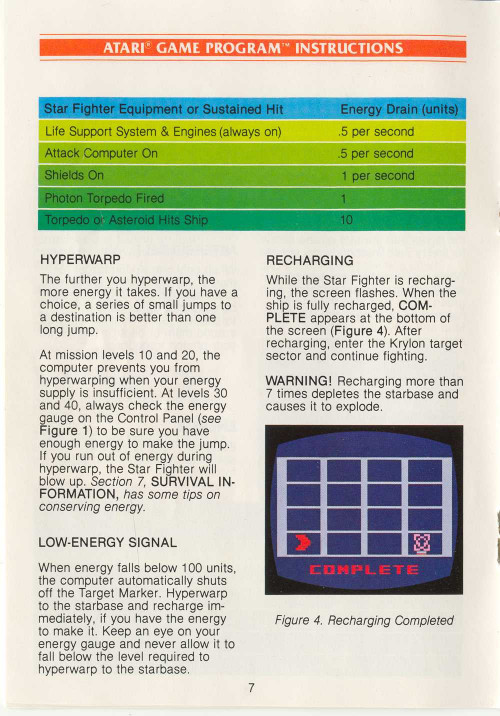 ATARI® GAME PROGRAM™ INSTRUCTIONS
Star Fighter Equipment or Sustained Hit Energy Drain (units)
Life Support System & Engines (always on) .5 per second
Attack Computer On .5 per second
Shields On 1 per second
Photon Torpedo Fired 1
Torpedo or Asteroid Hits Ship 10
HYPERWARP
The further you hyperwarp, the
more energy it takes. If you have a
choice, a series of small jumps to
a destination is better than one
long jump.
At mission levels 10 and 20, the
computer prevents you from
hyperwarping when your energy
supply is insufficient. At levels 30
and 40, always check the energy
gauge on the Control Panel (see
Figure 1) to be sure you have
enough energy to make the jump.
If you run out of energy during
hyperwarp, the Star Fighter will
blow up. Section 7, SURVIVAL IN-
FORMATION, has some tips on
conserving energy.
LOW-ENERGY SIGNAL
When energy falls below 100 units,
the computer automatically shuts
off the Target Marker. Hyperwarp
to the starbase and recharge im-
mediately, if you have the energy
to make it. Keep an eye on your
energy gauge and never allow it to
fall below the level required to
hyperwarp to the starbase.
RECHARGING
While the Star Fighter is recharg-
ing, the screen flashes. When the
ship is fully recharged, COM-
PLETE appears at the bottom of
the screen (Figure 4). After
recharging, enter the Krylon target
sector and continue fighting.
WARNING! Recharging more than
7 times depletes the starbase and
causes it to explode.
COMPLETE
Figure 4. Recharging Completed
7